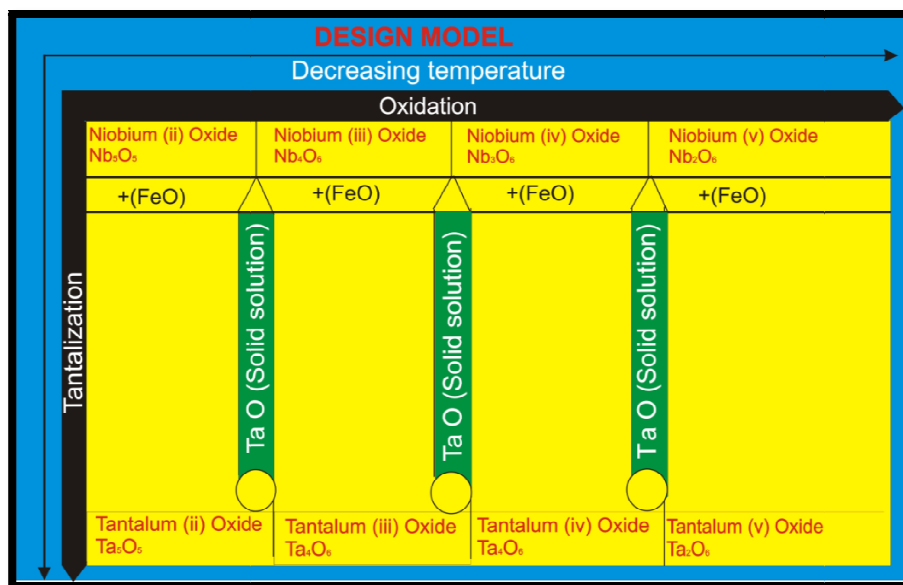 DESIGN MODEL
Decreasing temperature
Oxidation
Niobium (ii) Oxide
Nb₅O₅
Niobium (iii) Oxide
Nb₄O₆
Niobium (iv) Oxide
Nb₃O₆
Niobium (v) Oxide
Nb₂O₆
+(FeO)
+(FeO)
+(FeO)
+(FeO)
Tantalization
Ta O (Solid solution)
Ta O (Solid solution)
Ta O (Solid solution)
Tantalum (ii) Oxide
Ta₅O₅
Tantalum (iii) Oxide
Ta₄O₆
Tantalum (iv) Oxide
Ta₄O₆
Tantalum (v) Oxide
Ta₂O₆